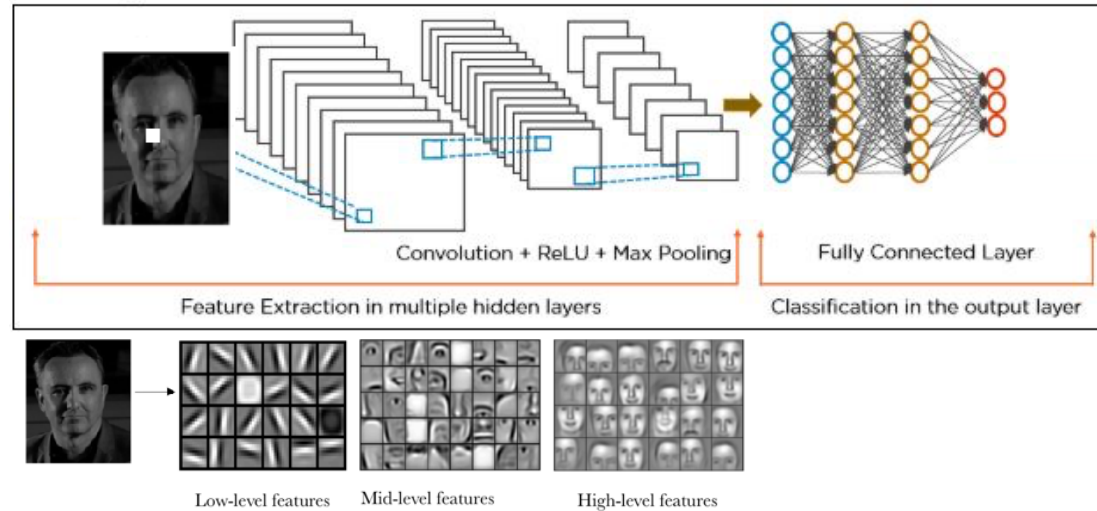 Convolution + ReLU + Max Pooling
Fully Connected Layer
Feature Extraction in multiple hidden layers
Classification in the output layer
Low-level features
Mid-level features
High-level features